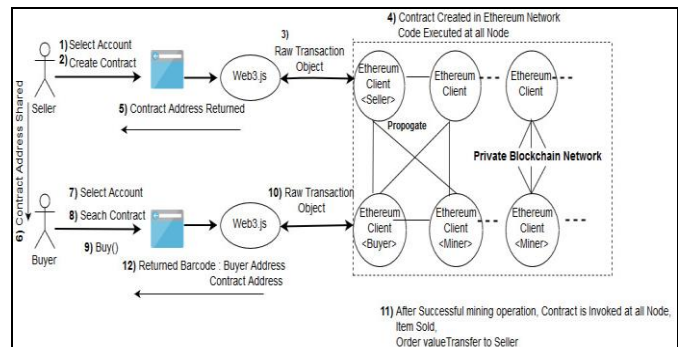 4) Contract Created in Ethereum Network
Code Executed at all Node
1) Select Account
2) Create Contract
3)
Raw Transaction
Object
Web3.js
Ethereum
Client
<Seller>
Ethereum
Client
Ethereum
Client
Seller
5) Contract Address Returned
6) Contract Address Shared
Propogate
Private Blockchain Network
7) Select Account
8) Seach Contract
9) Buy()
10) Raw Transaction
Object
Web3.js
Ethereum
Client
<Buyer>
Ethereum
Client
<Miner>
Ethereum
Client
<Miner>
Buyer
12) Returned Barcode : Buyer Address
Contract Address
11) After Successful mining operation, Contract is Invoked at all Node,
Item Sold,
Order valueTransfer to Seller